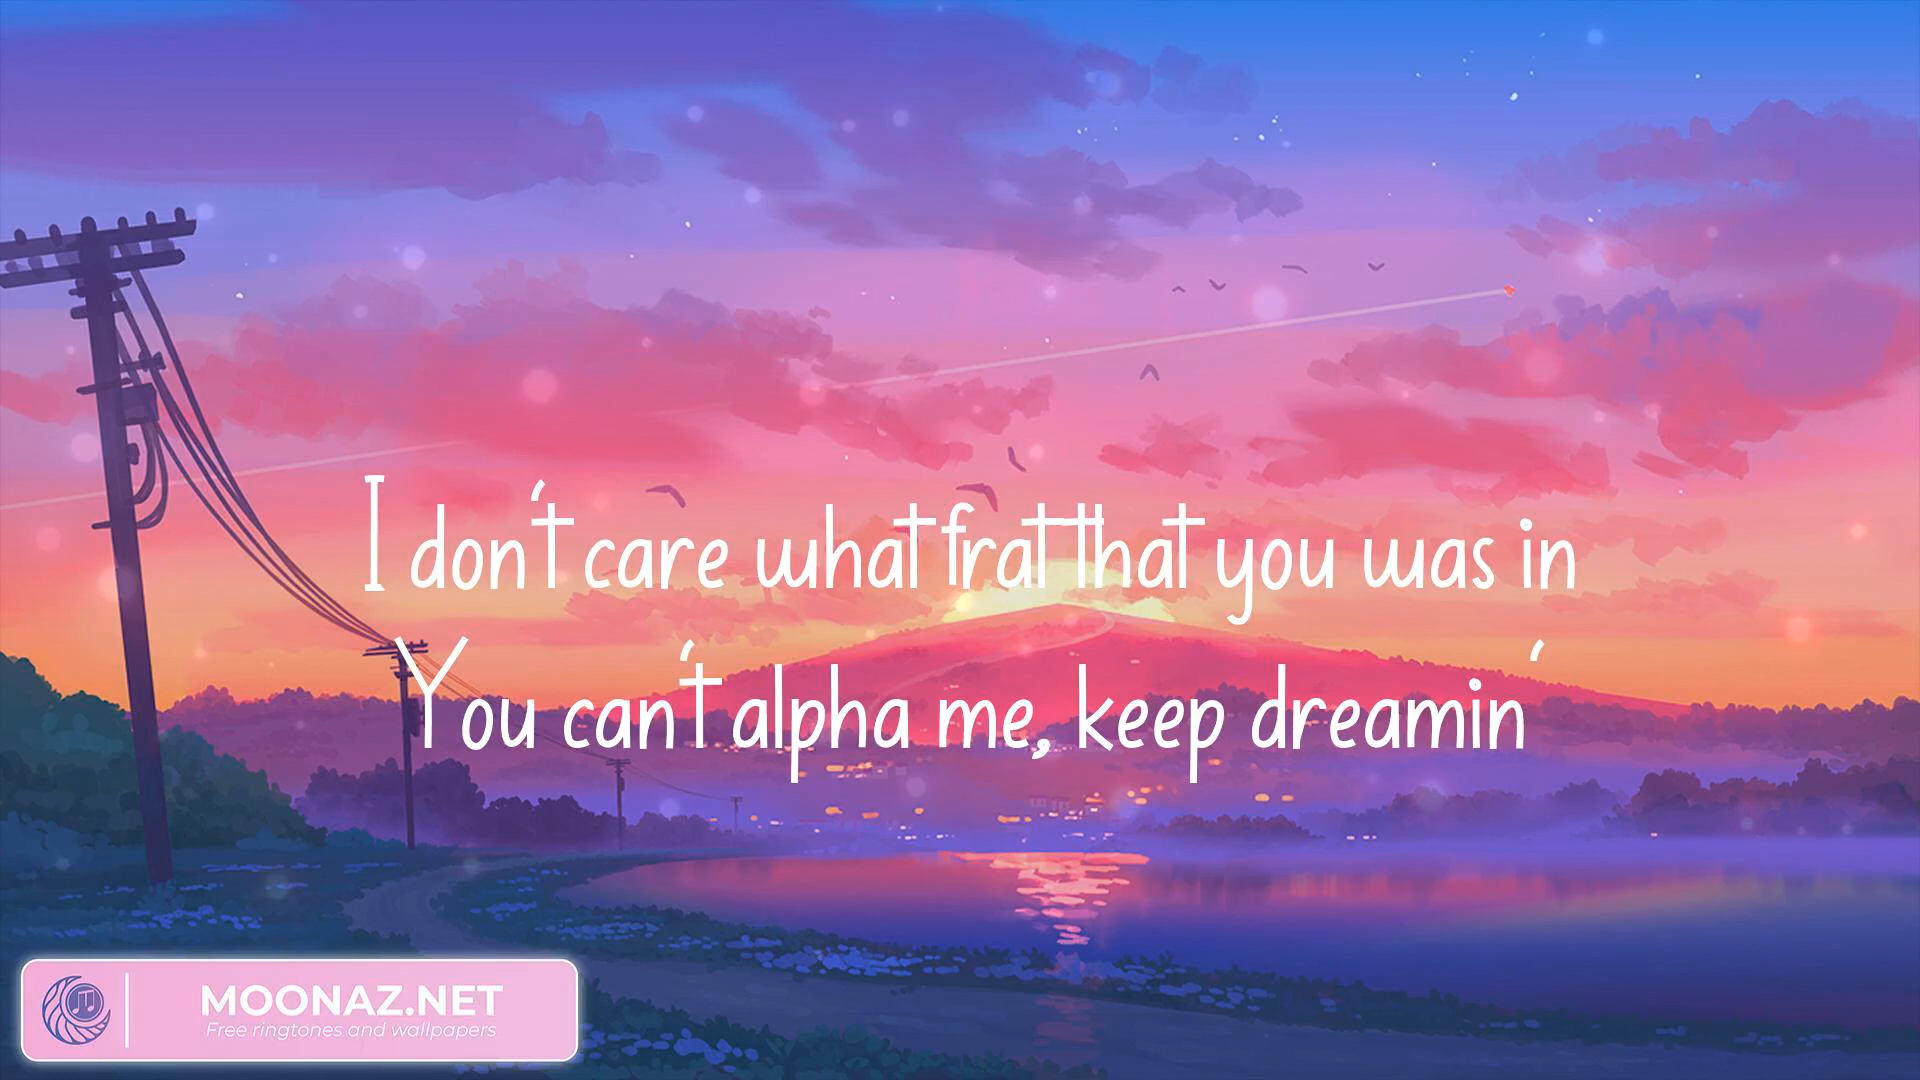 I don't care what frat that you was in
You can't alpha me, keep dreamin'
MOONAZ.NET
Free ringtones and wallpapers